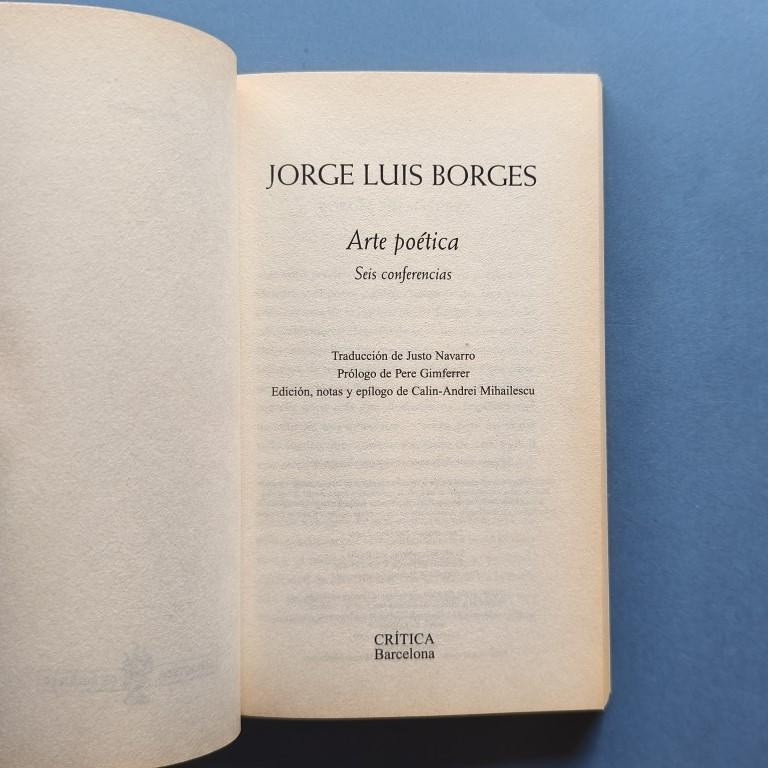 JORGE LUIS BORGES
Arte poética
Seis conferencias
Traducción de Justo Navarro
Prólogo de Pere Gimferrer
Edición, notas y epílogo de Calin-Andrei Mihailescu
CRÍTICA
Barcelona